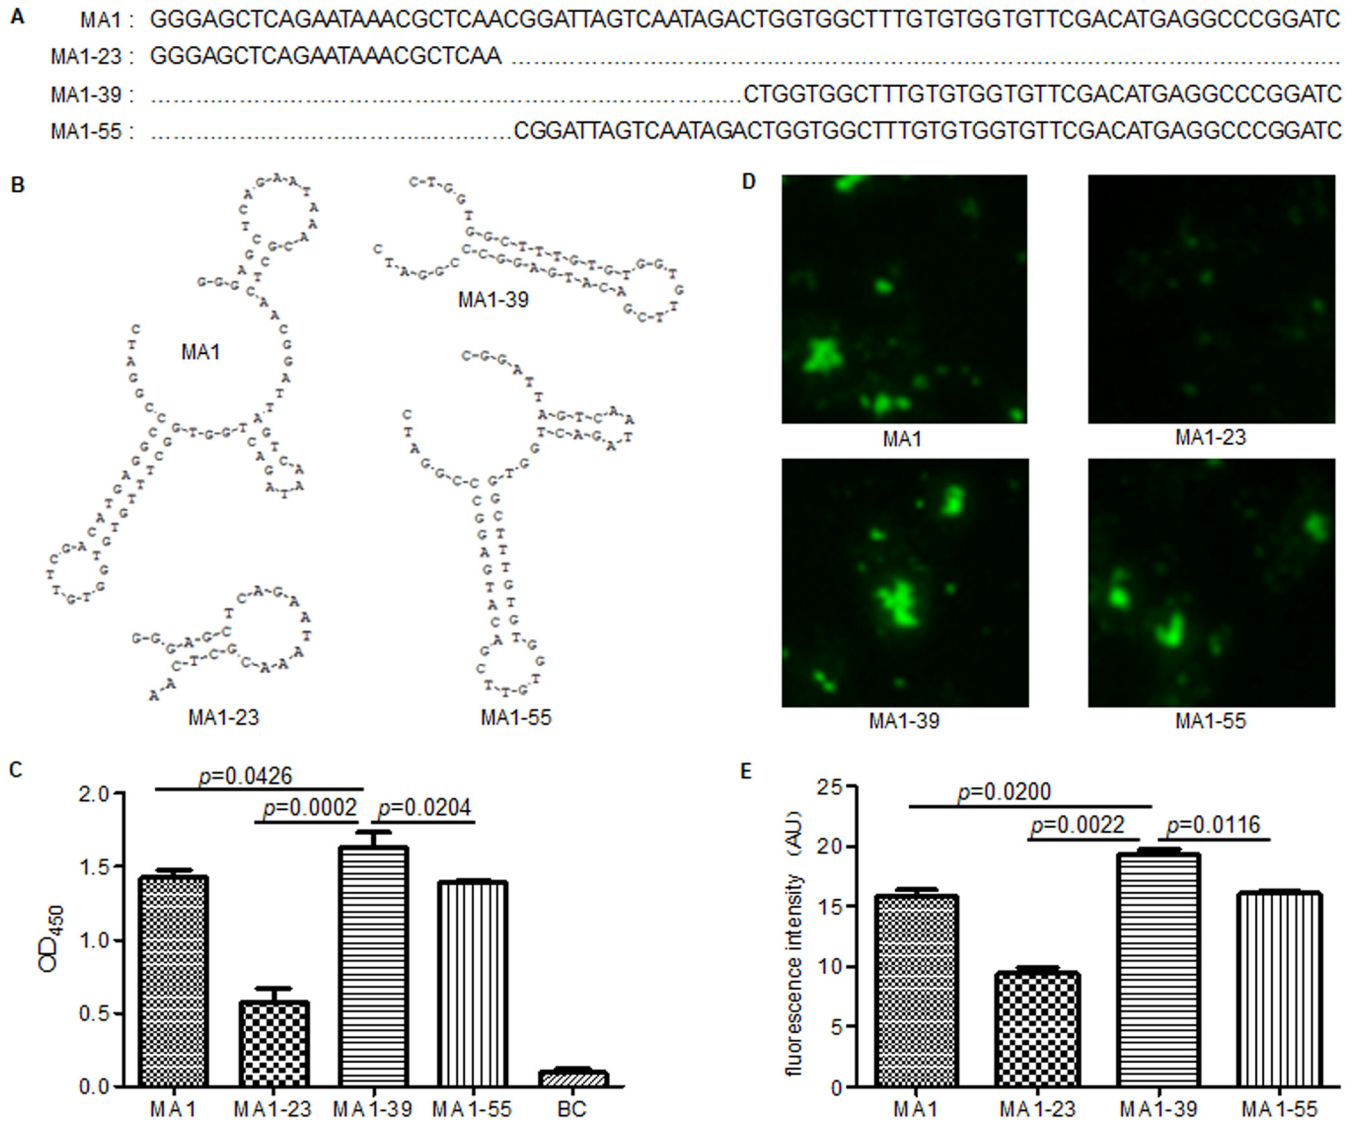 A
MA1 : GGGAGCTCAGAATAAACGCTCAACGGATTAGTCAATAGACTGGTGGCTTTGTGTGGTGTTCGACATGAGGCCCGGATC
MA1-23 : GGGAGCTCAGAATAAACGCTCAA ................................
MA1-39 : ................................CTGGTGGCTTTGTGTGGTGTTCGACATGAGGCCCGGATC
MA1-55 : ................................CGGATTAGTCAATAGACTGGTGGCTTTGTGTGGTGTTCGACATGAGGCCCGGATC
B
MA1
MA1-39
MA1-23
MA1-55
D
MA1
MA1-23
MA1-39
MA1-55
C
p=0.0426
p=0.0002
p=0.0204
OD450
2.0
1.5
1.0
0.5
0.0
MA1 MA1-23 MA1-39 MA1-55 BC
E
p=0.0200
p=0.0022
p=0.0116
fluorescence intensity (AU)
25
20
15
10
5
0
MA1 MA1-23 MA1-39 MA1-55